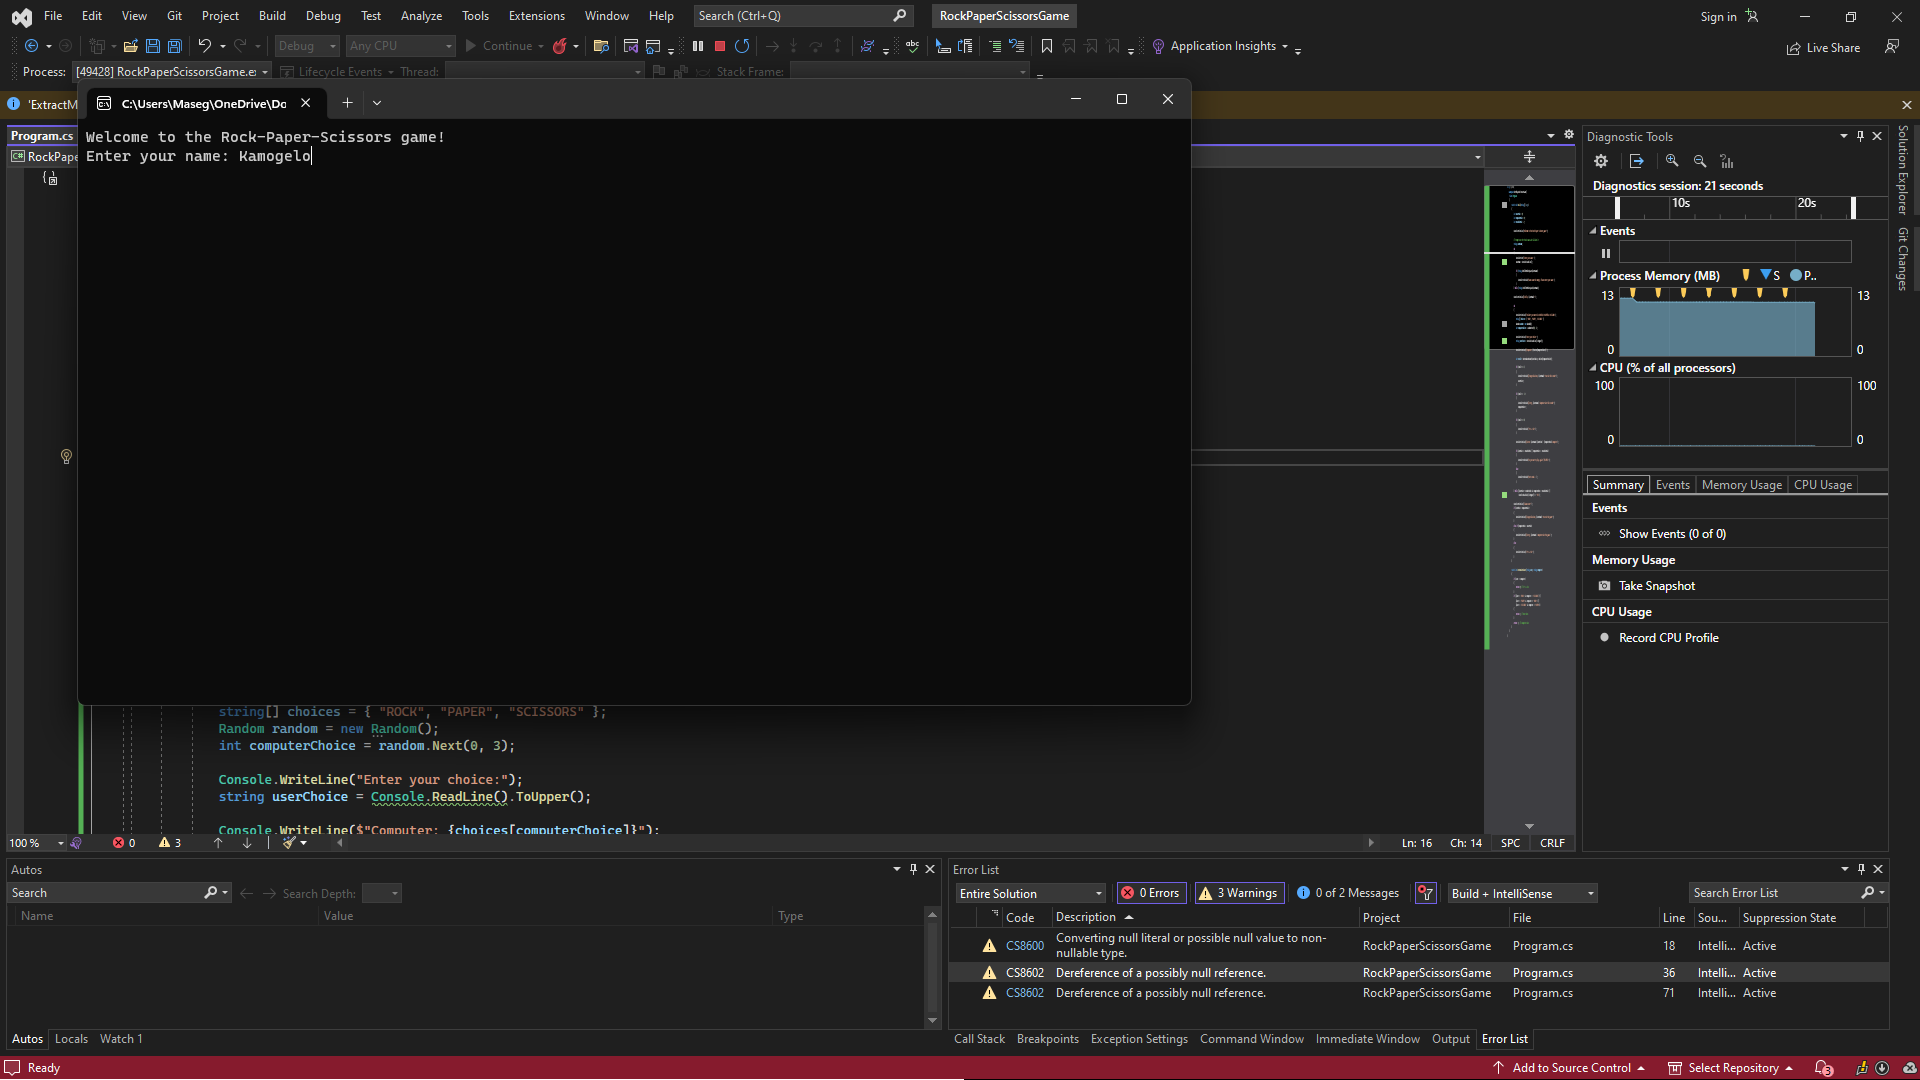 File Edit View Git Project Build Debug Test Analyze Tools Extensions Window Help Search (Ctrl+Q) RockPaperScissorsGame Sign in
Debug Any CPU Continue Application Insights Live Share
Process: [49428] RockPaperScissorsGame.e Lifecycle Events Thread: Stack Frame:
'ExtractM
C:\Users\Maseg\OneDrive\Do
Program.cs
RockPape
Welcome to the Rock-Paper-Scissors game!
Enter your name: Kamogelo
string[] choices = { "ROCK", "PAPER", "SCISSORS" };
Random random = new Random();
int computerChoice = random.Next(0, 3);
Console.WriteLine("Enter your choice:");
string userChoice = Console.ReadLine().ToUpper();
Console.WriteLine($"Computer: {choices[computerChoice]}");
100 % 0 3 Ln: 16 Ch: 14 SPC CRLF
Diagnostic Tools
Diagnostics session: 21 seconds
10s 20s
Events
Process Memory (MB) S P..
13 13
0 0
CPU (% of all processors)
100 100
0 0
Summary Events Memory Usage CPU Usage
Events
Show Events (0 of 0)
Memory Usage
Take Snapshot
CPU Usage
Record CPU Profile
Solution Explorer
Git Changes
Autos
Search Search Depth:
Name Value Type
Autos Locals Watch 1
Error List
Entire Solution 0 Errors 3 Warnings 0 of 2 Messages Build + IntelliSense Search Error List
Code Description Project File Line Sou... Suppression State
CS8600 Converting null literal or possible null value to non-
nullable type. RockPaperScissorsGame Program.cs 18 Intelli... Active
CS8602 Dereference of a possibly null reference. RockPaperScissorsGame Program.cs 36 Intelli... Active
CS8602 Dereference of a possibly null reference. RockPaperScissorsGame Program.cs 71 Intelli... Active
Call Stack Breakpoints Exception Settings Command Window Immediate Window Output Error List
Ready Add to Source Control Select Repository 3